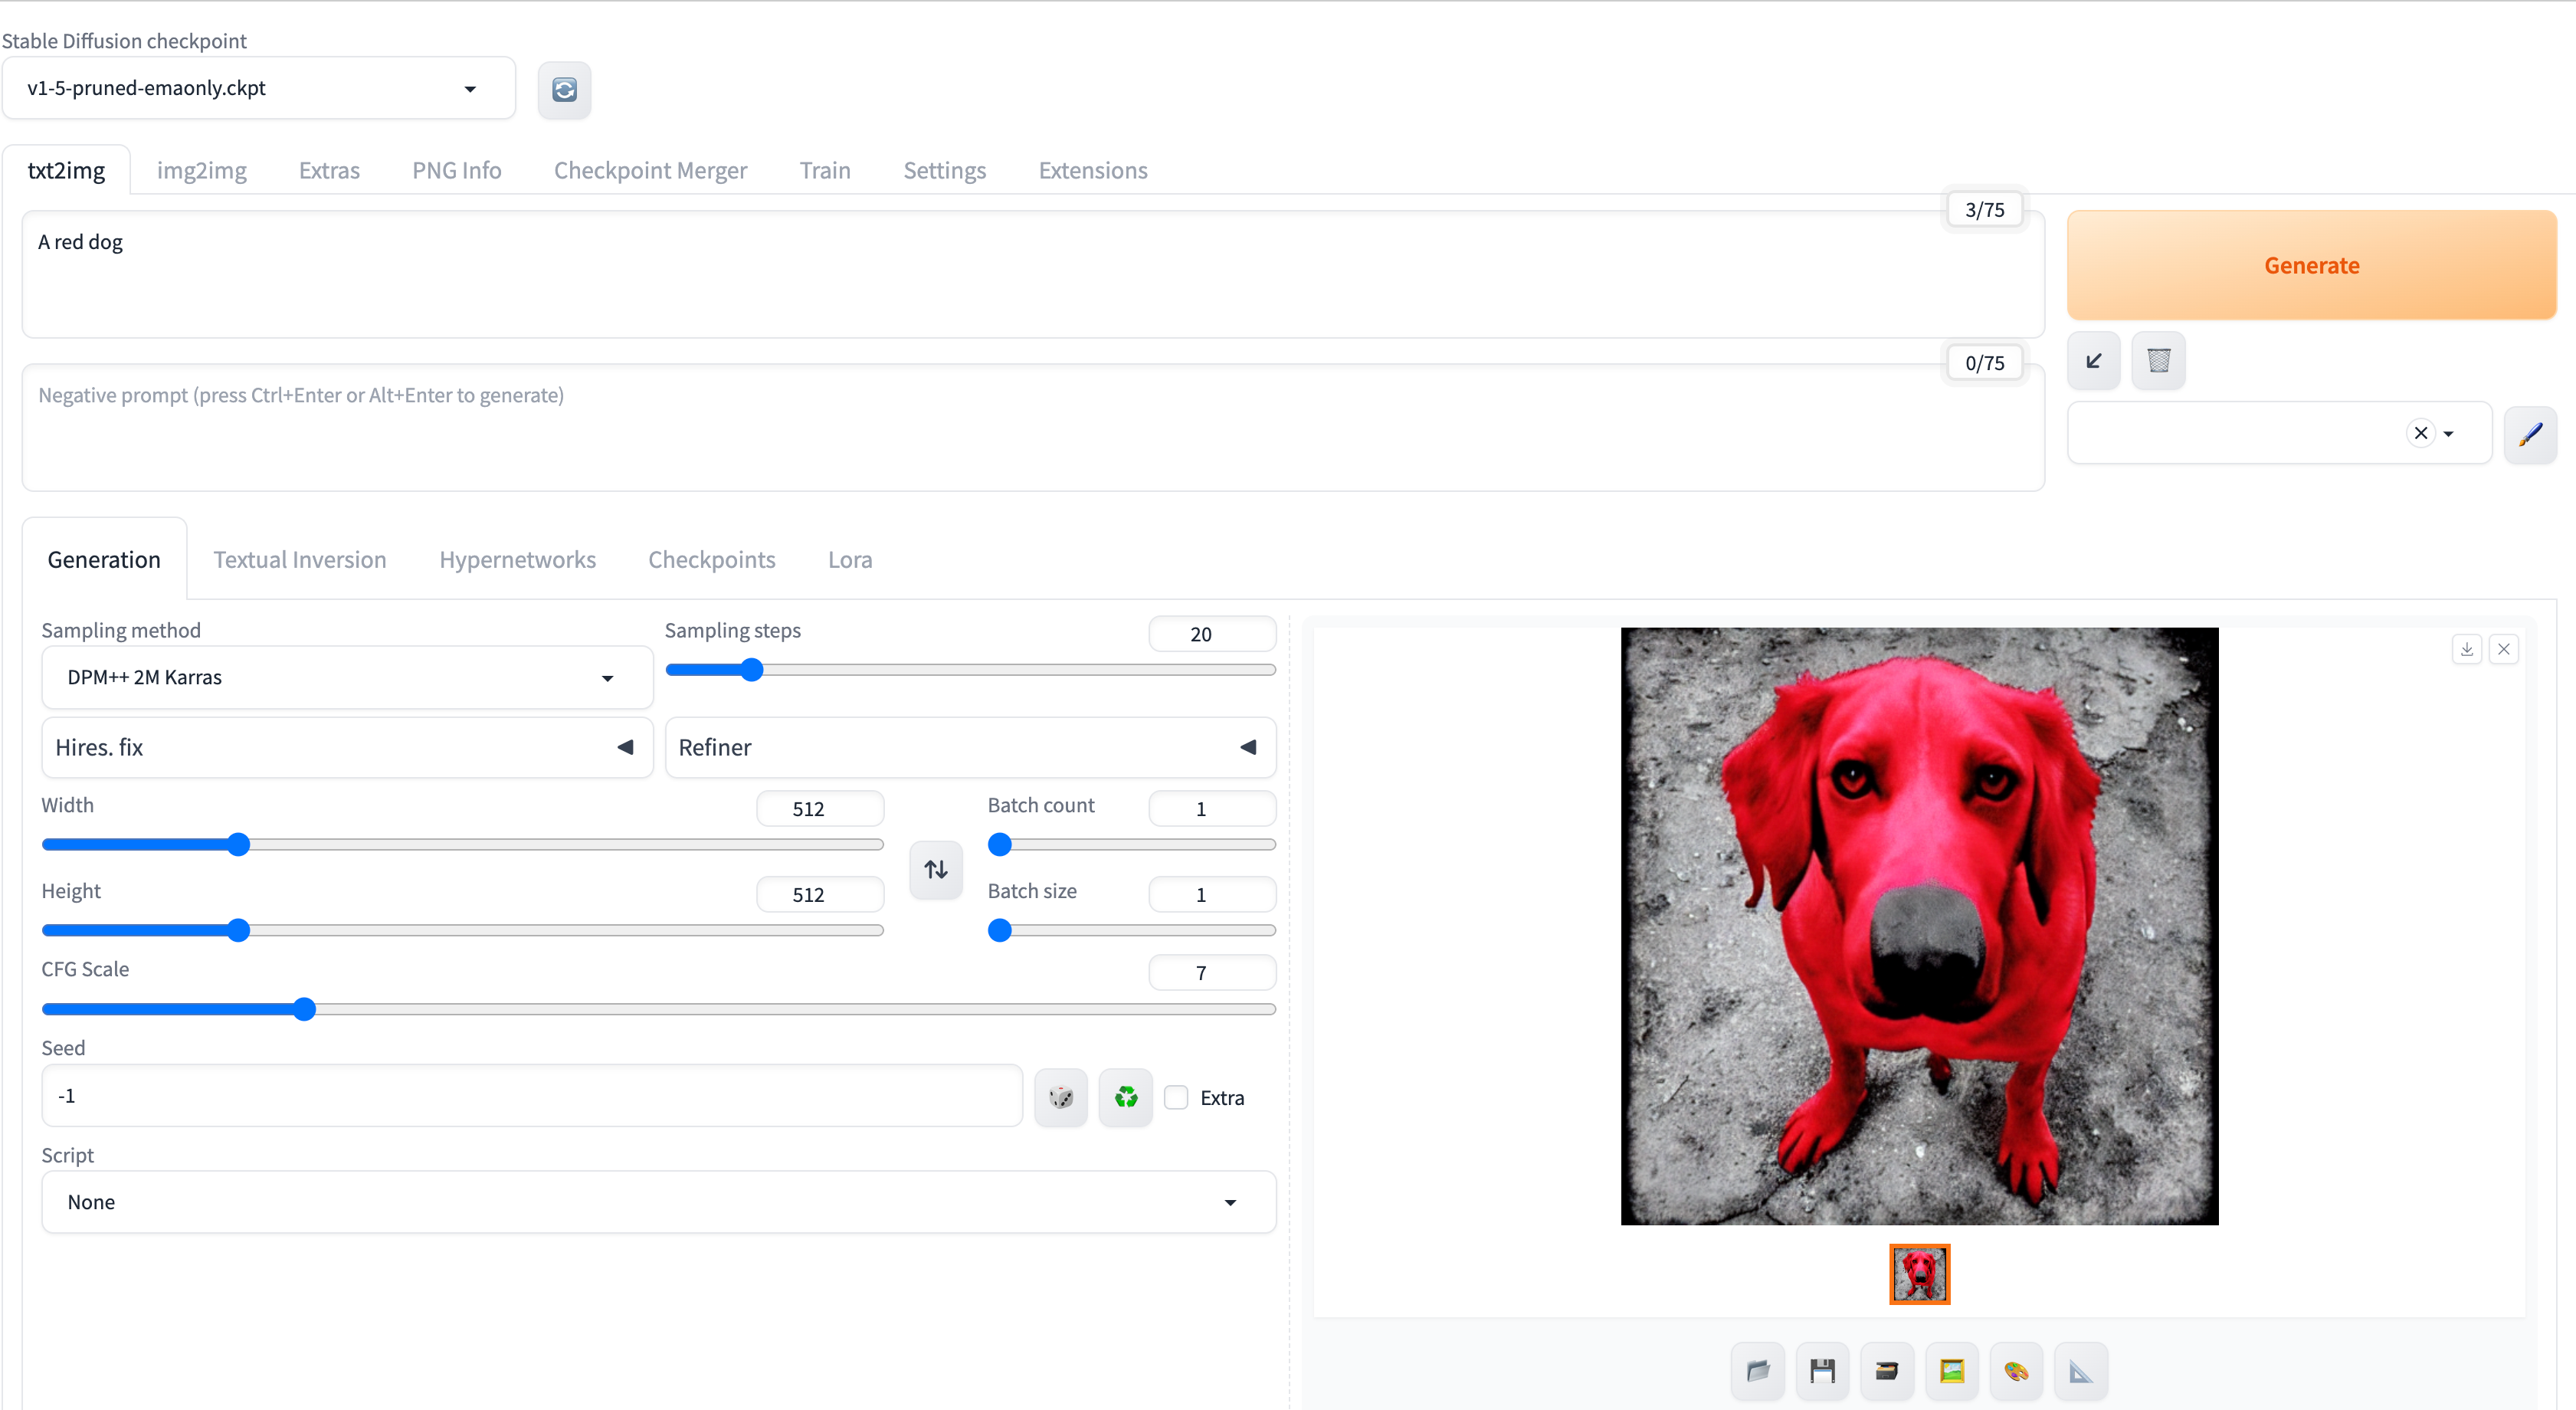 Stable Diffusion checkpoint
v1-5-pruned-emaonly.ckpt
txt2img img2img Extras PNG Info Checkpoint Merger Train Settings Extensions
3/75
A red dog
Generate
0/75
Negative prompt (press Ctrl+Enter or Alt+Enter to generate)
Generation Textual Inversion Hypernetworks Checkpoints Lora
Sampling method
DPM++ 2M Karras
Sampling steps 20
Hires. fix
Refiner
Width 512
Batch count 1
Height 512
Batch size 1
CFG Scale 7
Seed
-1
Extra
Script
None